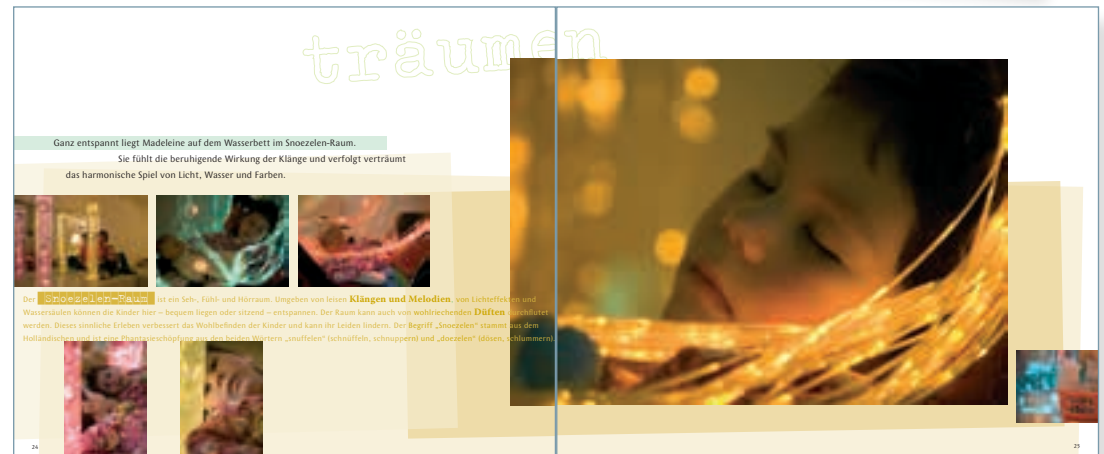 träumen
Ganz entspannt liegt Madeleine auf dem Wasserbett im Snoezelen-Raum.
Sie fühlt die beruhigende Wirkung der Klänge und verfolgt verträumt
das harmonische Spiel von Licht, Wasser und Farben.
Der Snoezelen-Raum ist ein Seh-, Fühl- und Hörraum. Umgeben von leisen Klängen und Melodien, von Lichteffekten und
Wassersäulen können die Kinder hier – bequem liegen oder sitzend – entspannen. Der Raum kann auch von wohlriechenden Düften durchflutet
werden. Dieses sinnliche Erleben verbessert das Wohlbefinden der Kinder und kann ihr Leiden lindern. Der Begriff „Snoezelen" stammt aus dem
Holländischen und ist eine Phantasieschöpfung aus den beiden Wörtern „snuffelen" (schnüffeln, schnuppern) und „doezelen" (dösen, schlummern).
24
25